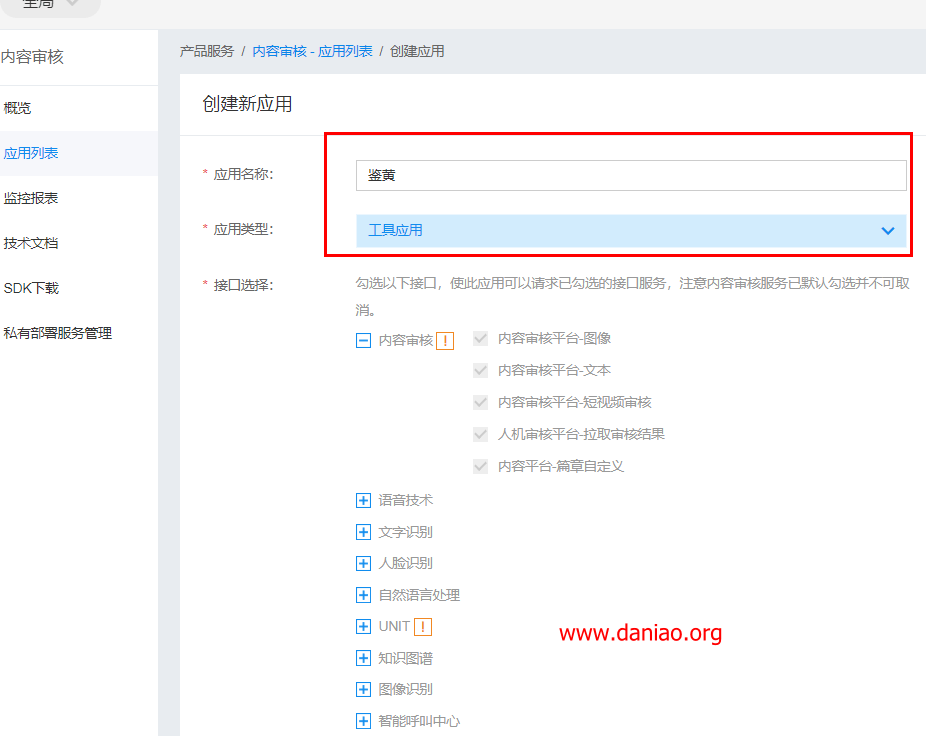 全局
内容审核
产品服务 / 内容审核 - 应用列表 / 创建应用
概览
应用列表
监控报表
技术文档
SDK下载
私有部署服务管理
创建新应用
* 应用名称：
鉴黄
* 应用类型：
工具应用
* 接口选择：
勾选以下接口，使此应用可以请求已勾选的接口服务，注意内容审核服务已默认勾选并不可取
消。
内容审核 !
内容审核平台-图像
内容审核平台-文本
内容审核平台-短视频审核
人机审核平台-拉取审核结果
内容平台-篇章自定义
语音技术
文字识别
人脸识别
自然语言处理
UNIT !
知识图谱
图像识别
智能呼叫中心
www.daniao.org